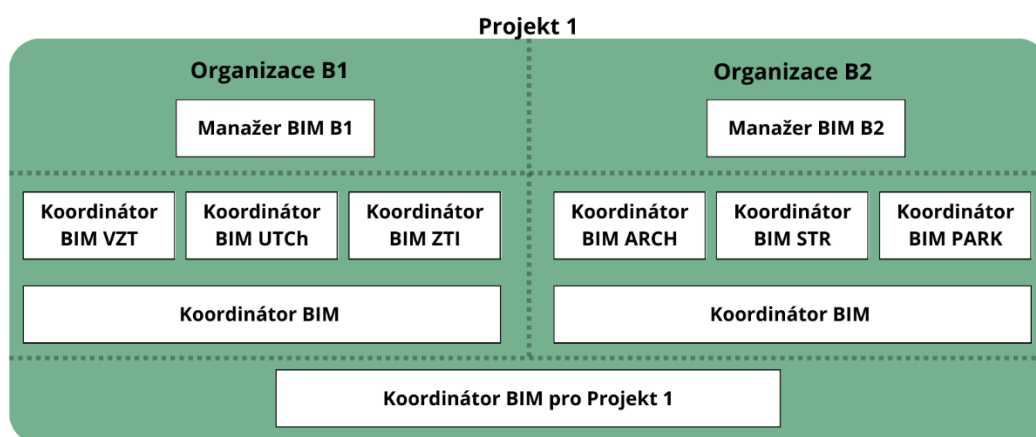 Projekt 1
Organizace B1
Manažer BIM B1
Koordinátor
BIM VZT
Koordinátor
BIM UTCh
Koordinátor
BIM ZTI
Koordinátor BIM
Organizace B2
Manažer BIM B2
Koordinátor
BIM ARCH
Koordinátor
BIM STR
Koordinátor
BIM PARK
Koordinátor BIM
Koordinátor BIM pro Projekt 1